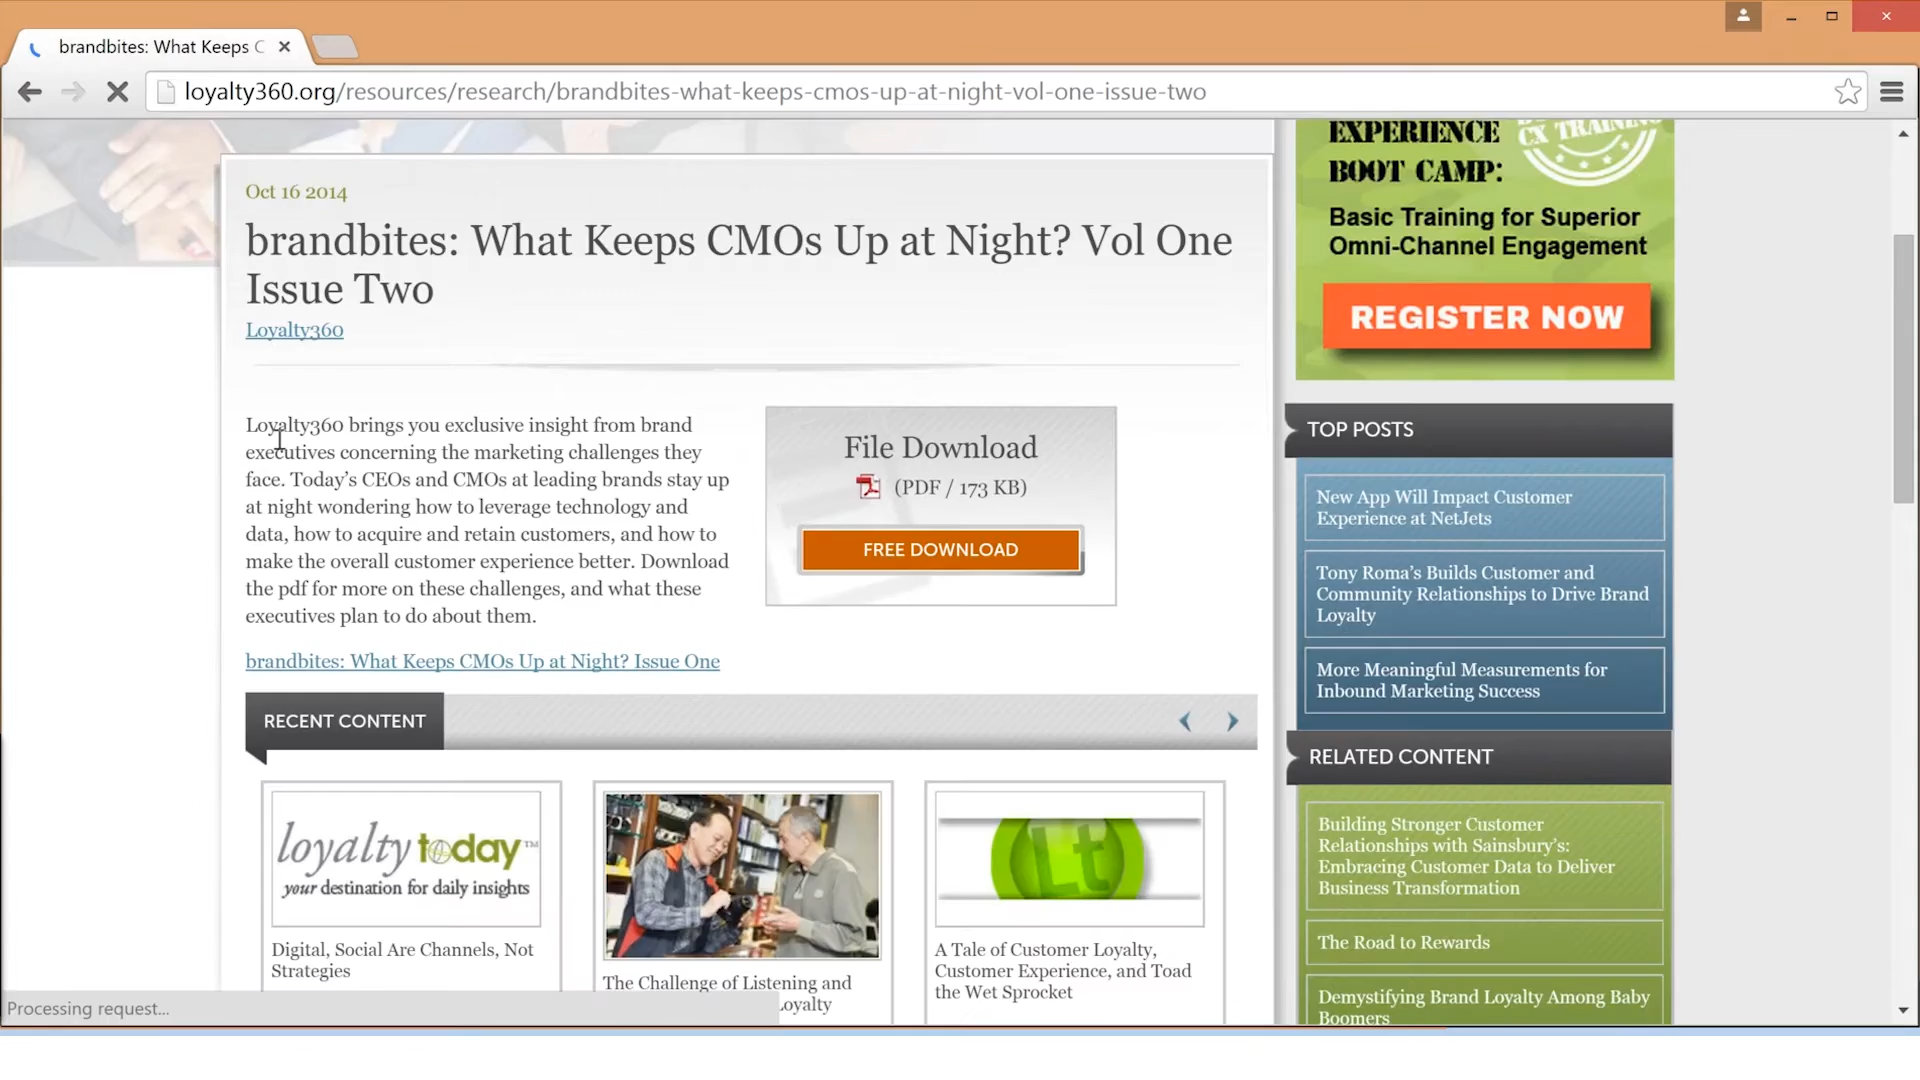 brandbites: What Keeps C
loyalty360.org/resources/research/brandbites-what-keeps-cmos-up-at-night-vol-one-issue-two
Oct 16 2014
brandbites: What Keeps CMOs Up at Night? Vol One
Issue Two
Loyalty360
Loyalty360 brings you exclusive insight from brand
executives concerning the marketing challenges they
face. Today's CEOs and CMOs at leading brands stay up
at night wondering how to leverage technology and
data, how to acquire and retain customers, and how to
make the overall customer experience better. Download
the pdf for more on these challenges, and what these
executives plan to do about them.
brandbites: What Keeps CMOs Up at Night? Issue One
File Download
(PDF / 173 KB)
FREE DOWNLOAD
RECENT CONTENT
loyalty today™
your destination for daily insights
Digital, Social Are Channels, Not
Strategies
The Challenge of Listening and
oyalty
Lt
A Tale of Customer Loyalty,
Customer Experience, and Toad
the Wet Sprocket
EXPERIENCE
BOOT CAMP:
CX TRAINING
Basic Training for Superior
Omni-Channel Engagement
REGISTER NOW
TOP POSTS
New App Will Impact Customer
Experience at NetJets
Tony Roma's Builds Customer and
Community Relationships to Drive Brand
Loyalty
More Meaningful Measurements for
Inbound Marketing Success
RELATED CONTENT
Building Stronger Customer
Relationships with Sainsbury's:
Embracing Customer Data to Deliver
Business Transformation
The Road to Rewards
Demystifying Brand Loyalty Among Baby
Boomers
Processing request...